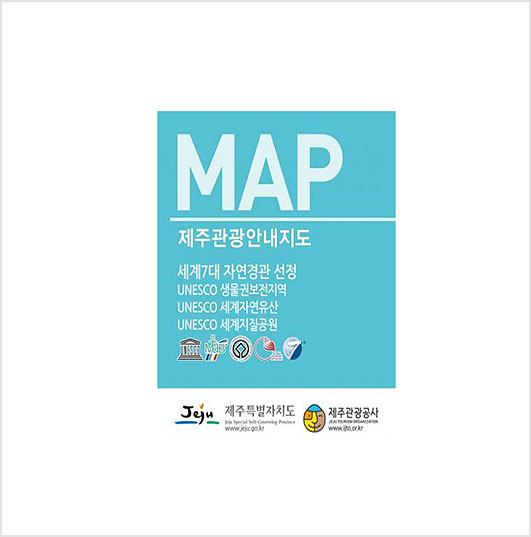 MAP
제주관광안내지도
세계7대 자연경관 선정
UNESCO 생물권보전지역
UNESCO 세계자연유산
UNESCO 세계지질공원
UNESCO MaB
Jeju 제주특별자치도
Jeju Special Self-Governing Province
www.jeju.go.kr
제주관광공사
JEJU TOURISM ORGANIZATION
www.ijto.or.kr